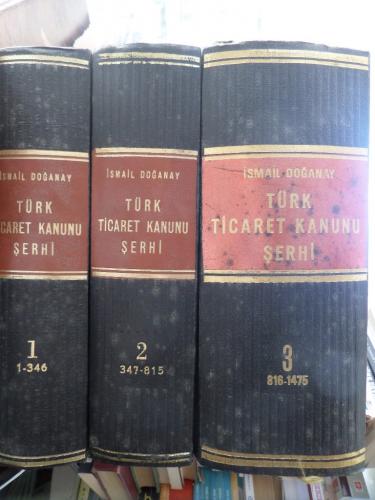 İSMAİL DOĞANAY
TÜRK
TİCARET KANUNU
ŞERHİ
1
1-346
İSMAİL DOĞANAY
TÜRK
TİCARET KANUNU
ŞERHİ
2
347-815
İSMAİL DOĞANAY
TÜRK
TİCARET KANUNU
ŞERHİ
3
816-1475